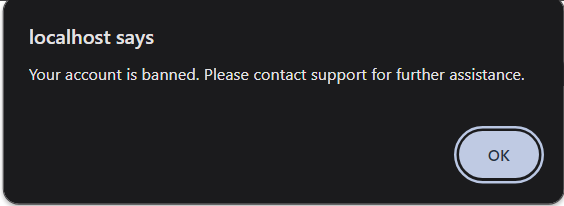 localhost says
Your account is banned. Please contact support for further assistance.
OK